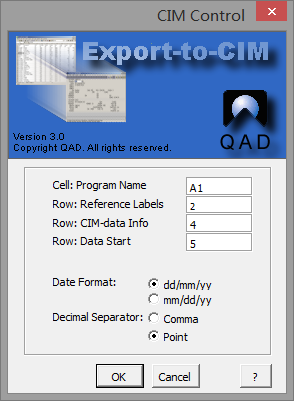 CIM Control
Export-to-CIM
Version 3.0
Copyright QAD. All rights reserved.
QAD
Cell: Program Name A1
Row: Reference Labels 2
Row: CIM-data Info 4
Row: Data Start 5
Date Format: dd/mm/yy
mm/dd/yy
Decimal Separator: Comma
Point
OK Cancel ?